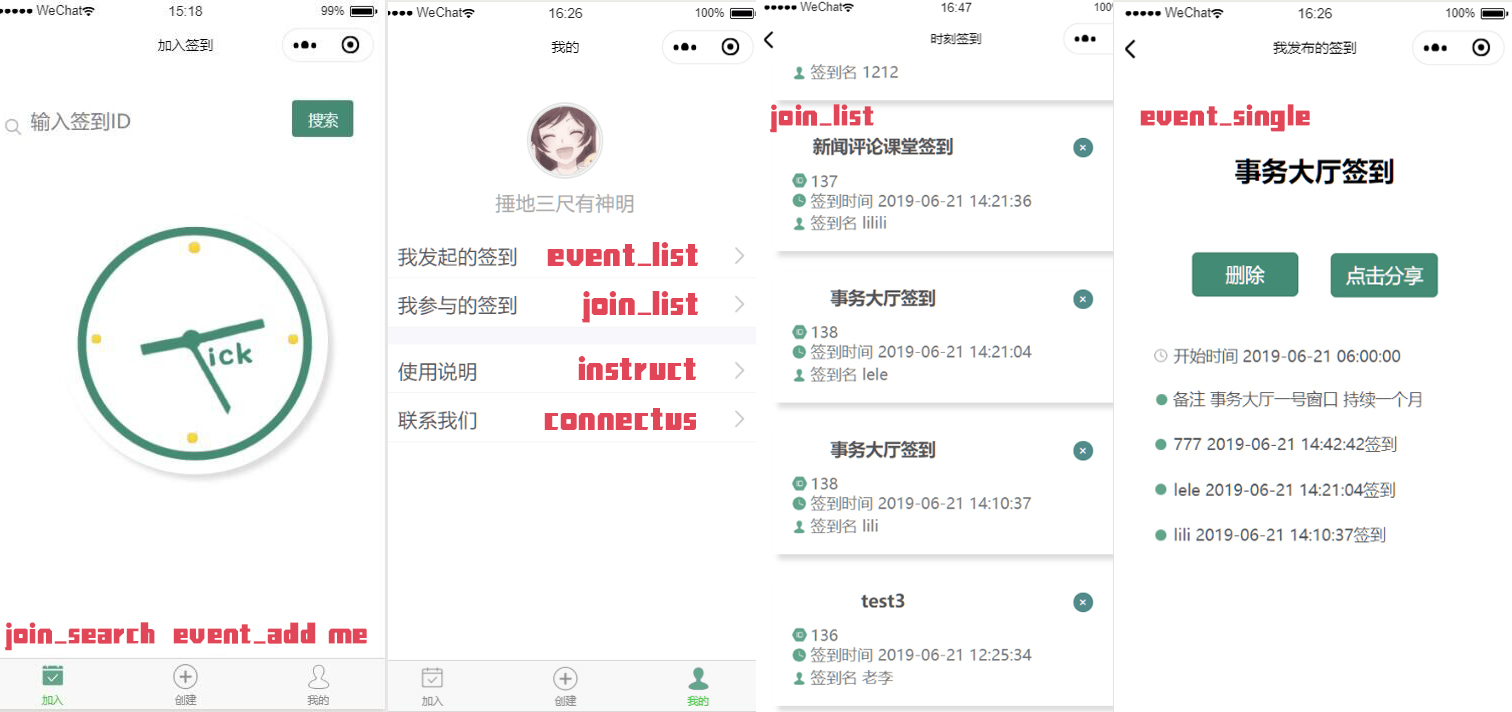 WeChat 15:18 99%
加入签到
输入签到ID 搜索
ick
join_search event_add me
加入 创建 我的
WeChat 16:26 100%
我的
捶地三尺有神明
我发起的签到 event_list
我参与的签到 join_list
使用说明 instruct
联系我们 connectus
加入 创建 我的
WeChat 16:47 100
时刻签到
签到名 1212
join_list
新闻评论课堂签到
ID 137
签到时间 2019-06-21 14:21:36
签到名 lilili
事务大厅签到
ID 138
签到时间 2019-06-21 14:21:04
签到名 lele
事务大厅签到
ID 138
签到时间 2019-06-21 14:10:37
签到名 lili
test3
ID 136
签到时间 2019-06-21 12:25:34
签到名 老李
WeChat 16:26 100%
我发布的签到
event_single
事务大厅签到
删除 点击分享
开始时间 2019-06-21 06:00:00
备注 事务大厅一号窗口 持续一个月
777 2019-06-21 14:42:42签到
lele 2019-06-21 14:21:04签到
lili 2019-06-21 14:10:37签到